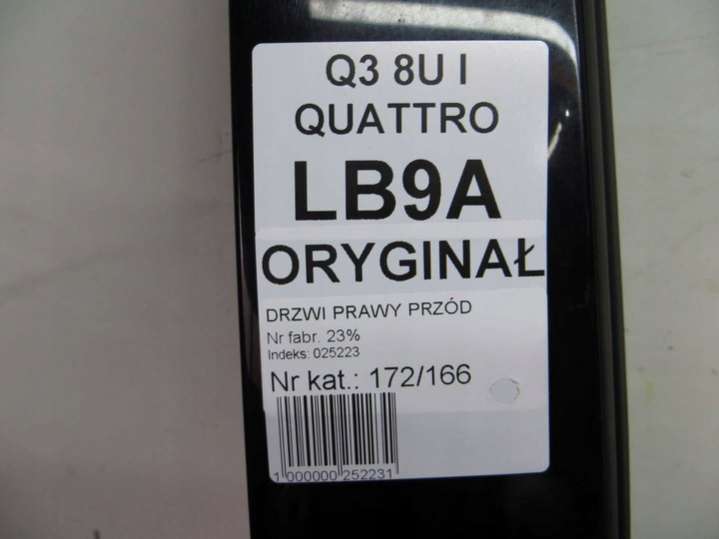 Q3 8U I
QUATTRO
LB9A
ORYGINAŁ
DRZWI PRAWY PRZÓD
Nr fabr. 23%
Indeks: 025223
Nr kat.: 172/166
1 000000 252231